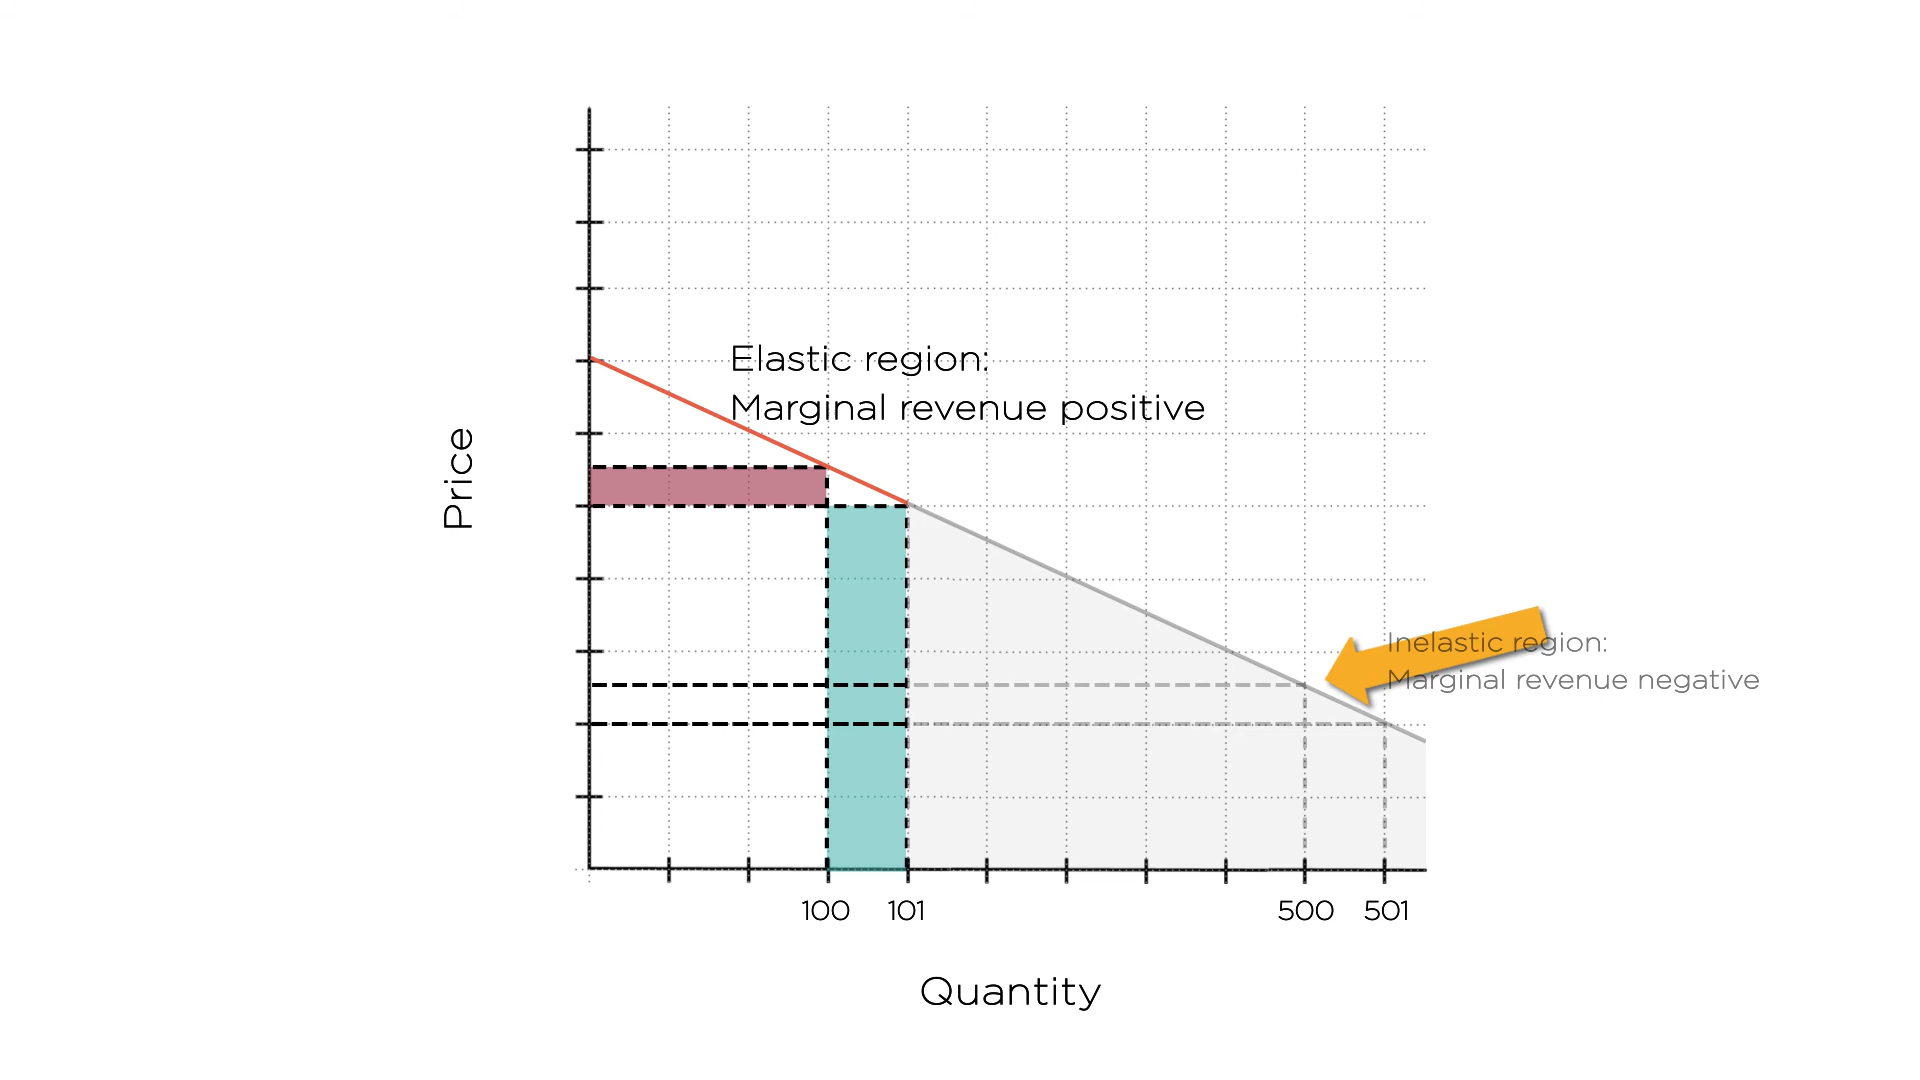 Elastic region:
Marginal revenue positive
Price
Inelastic region:
Marginal revenue negative
100 101 500 501
Quantity